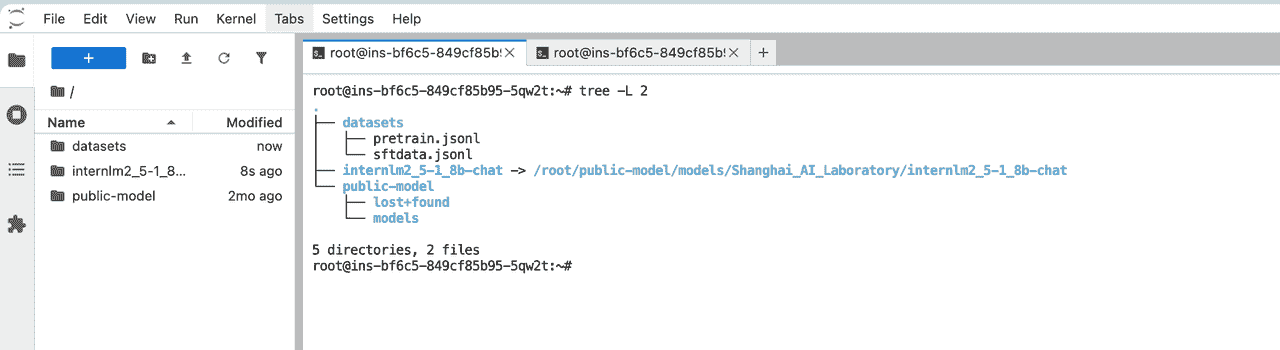 File Edit View Run Kernel Tabs Settings Help
root@ins-bf6c5-849cf85b9 root@ins-bf6c5-849cf85b9
/
Name Modified
datasets now
internlm2_5-1_8... 8s ago
public-model 2mo ago
root@ins-bf6c5-849cf85b95-5qw2t:~# tree -L 2
.
├── datasets
│   ├── pretrain.jsonl
│   └── sftdata.jsonl
├── internlm2_5-1_8b-chat -> /root/public-model/models/Shanghai_AI_Laboratory/internlm2_5-1_8b-chat
└── public-model
    ├── lost+found
    └── models
5 directories, 2 files
root@ins-bf6c5-849cf85b95-5qw2t:~#